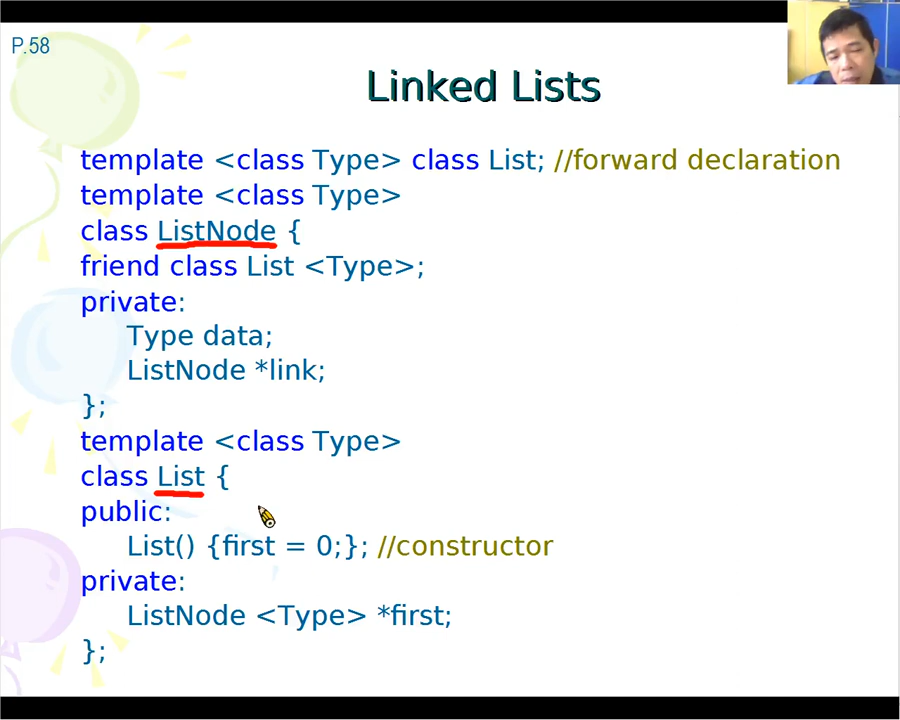 P.58
Linked Lists
template <class Type> class List; //forward declaration
template <class Type>
class ListNode {
friend class List <Type>;
private:
Type data;
ListNode *link;
};
template <class Type>
class List {
public:
List() {first = 0;}; //constructor
private:
ListNode <Type> *first;
};